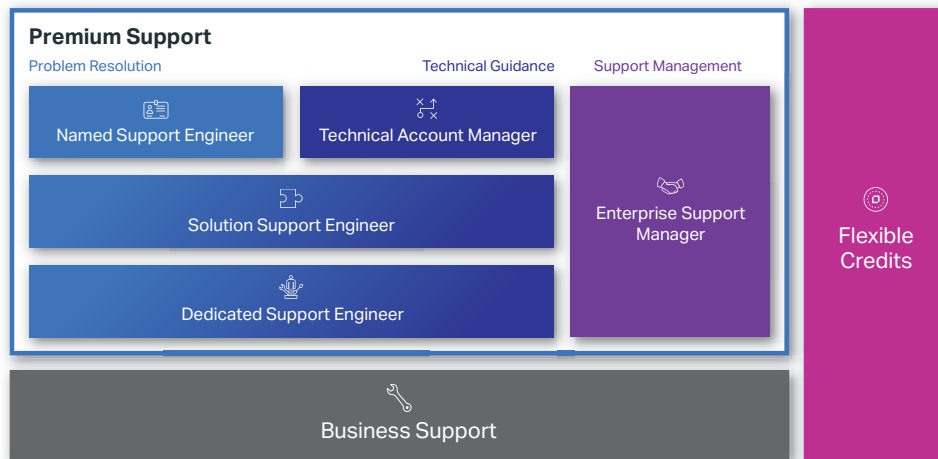 Premium Support
Problem Resolution
Technical Guidance
Support Management
Named Support Engineer
Technical Account Manager
Solution Support Engineer
Dedicated Support Engineer
Enterprise Support
Manager
Flexible
Credits
Business Support